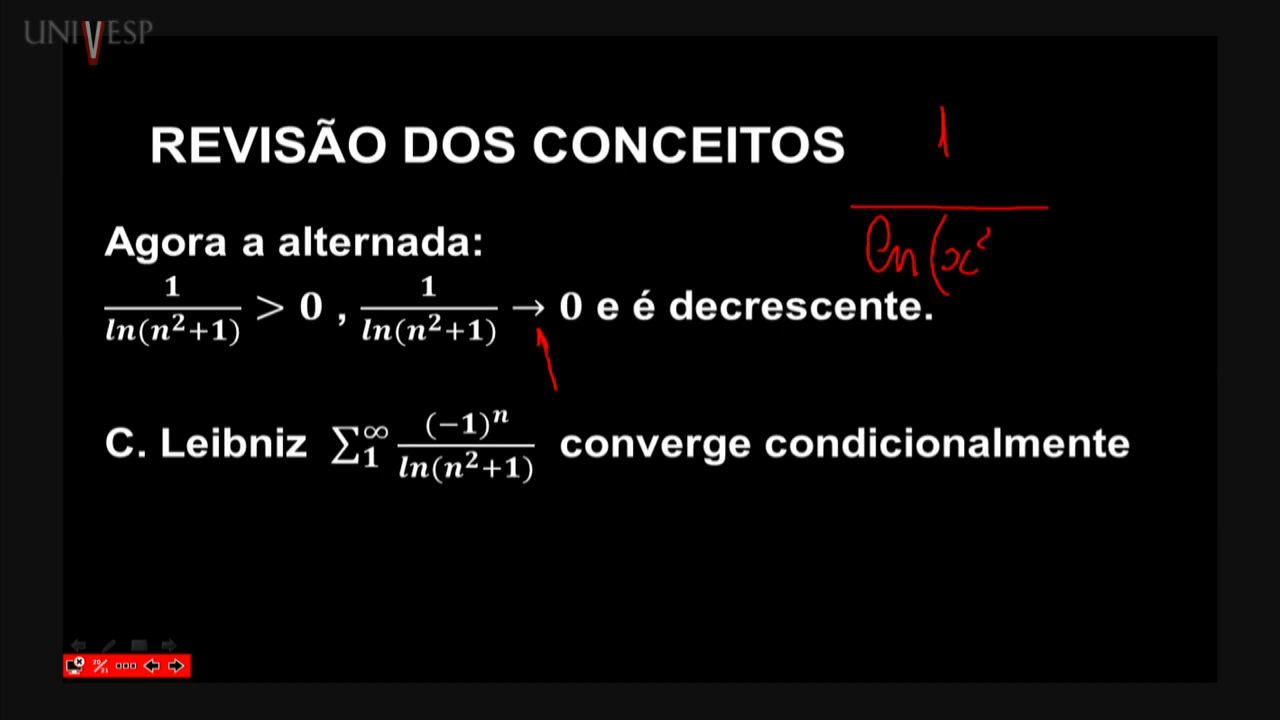 UNIVESP
REVISÃO DOS CONCEITOS
1
ln(x²
Agora a alternada:
1/ln(n²+1) > 0 , 1/ln(n²+1) → 0 e é decrescente.
C. Leibniz ∑₁^∞ (−1)ⁿ/ln(n²+1) converge condicionalmente